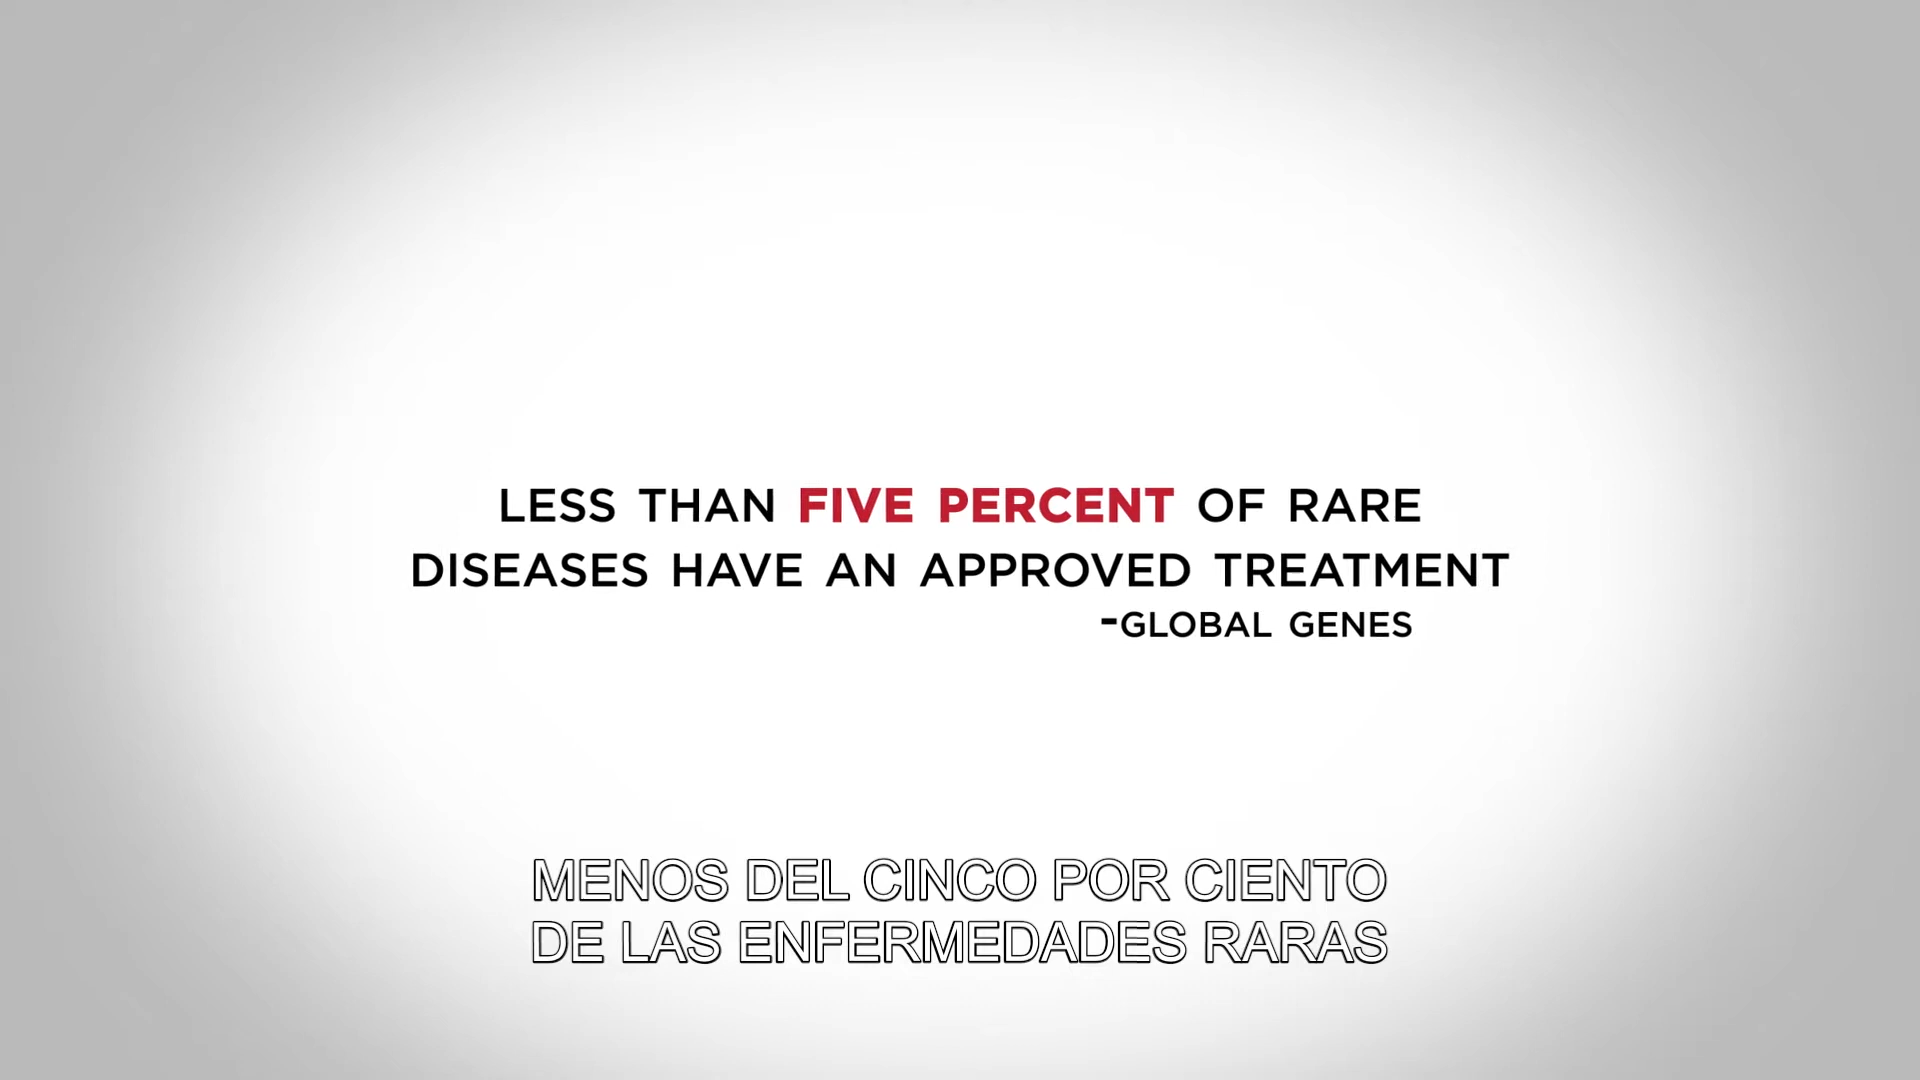 LESS THAN FIVE PERCENT OF RARE
DISEASES HAVE AN APPROVED TREATMENT
-GLOBAL GENES
MENOS DEL CINCO POR CIENTO
DE LAS ENFERMEDADES RARAS